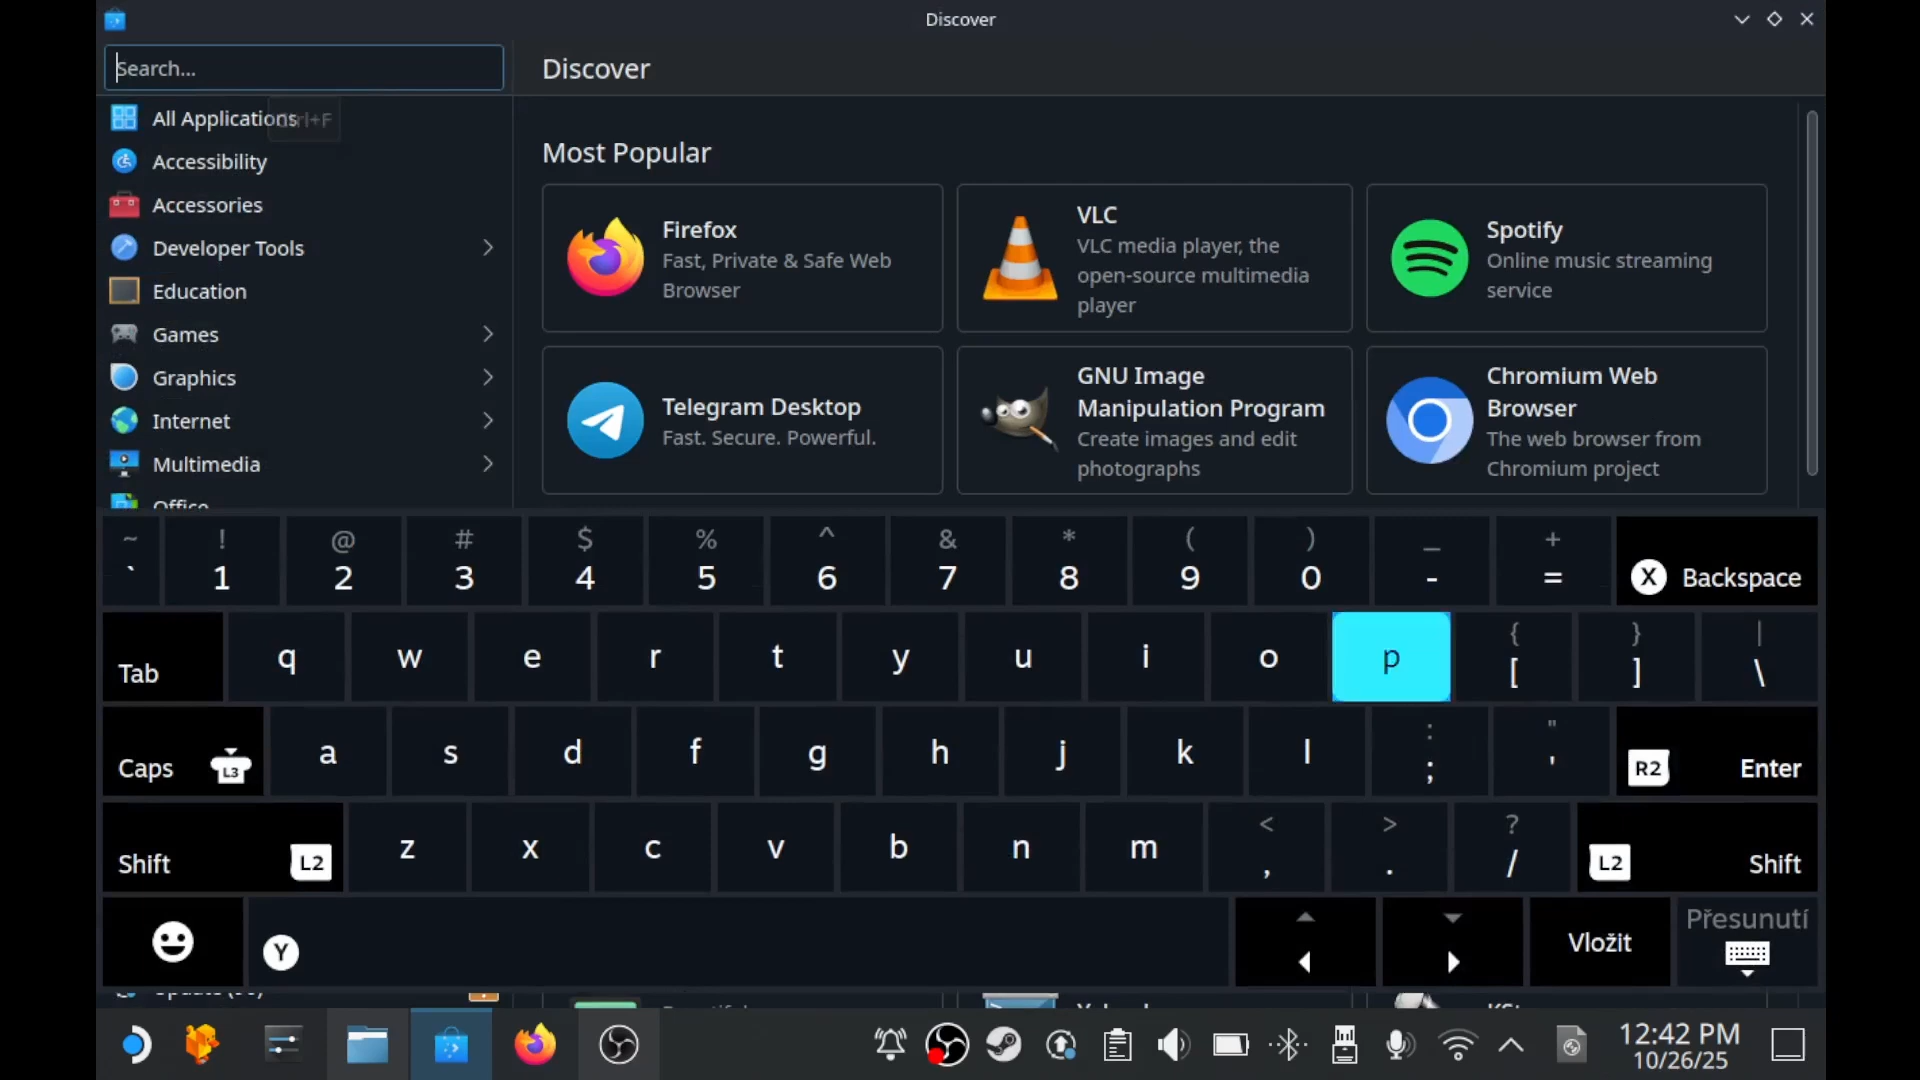 Discover
Search...
Discover
All Applications
Ctrl+F
Accessibility
Accessories
Developer Tools
Education
Games
Graphics
Internet
Multimedia
Office
Most Popular
Firefox
Fast, Private & Safe Web
Browser
VLC
VLC media player, the
open-source multimedia
player
Spotify
Online music streaming
service
Telegram Desktop
Fast. Secure. Powerful.
GNU Image
Manipulation Program
Create images and edit
photographs
Chromium Web
Browser
The web browser from
Chromium project
~ ! @ # $ % ^ & * ( ) _ +
` 1 2 3 4 5 6 7 8 9 0 - = X Backspace
{ } |
Tab q w e r t y u i o p [ ] \
: "
Caps L3 a s d f g h j k l ; ' R2 Enter
< > ?
Shift L2 z x c v b n m , . / L2 Shift
Y Vložit Přesunutí
12:42 PM
10/26/25